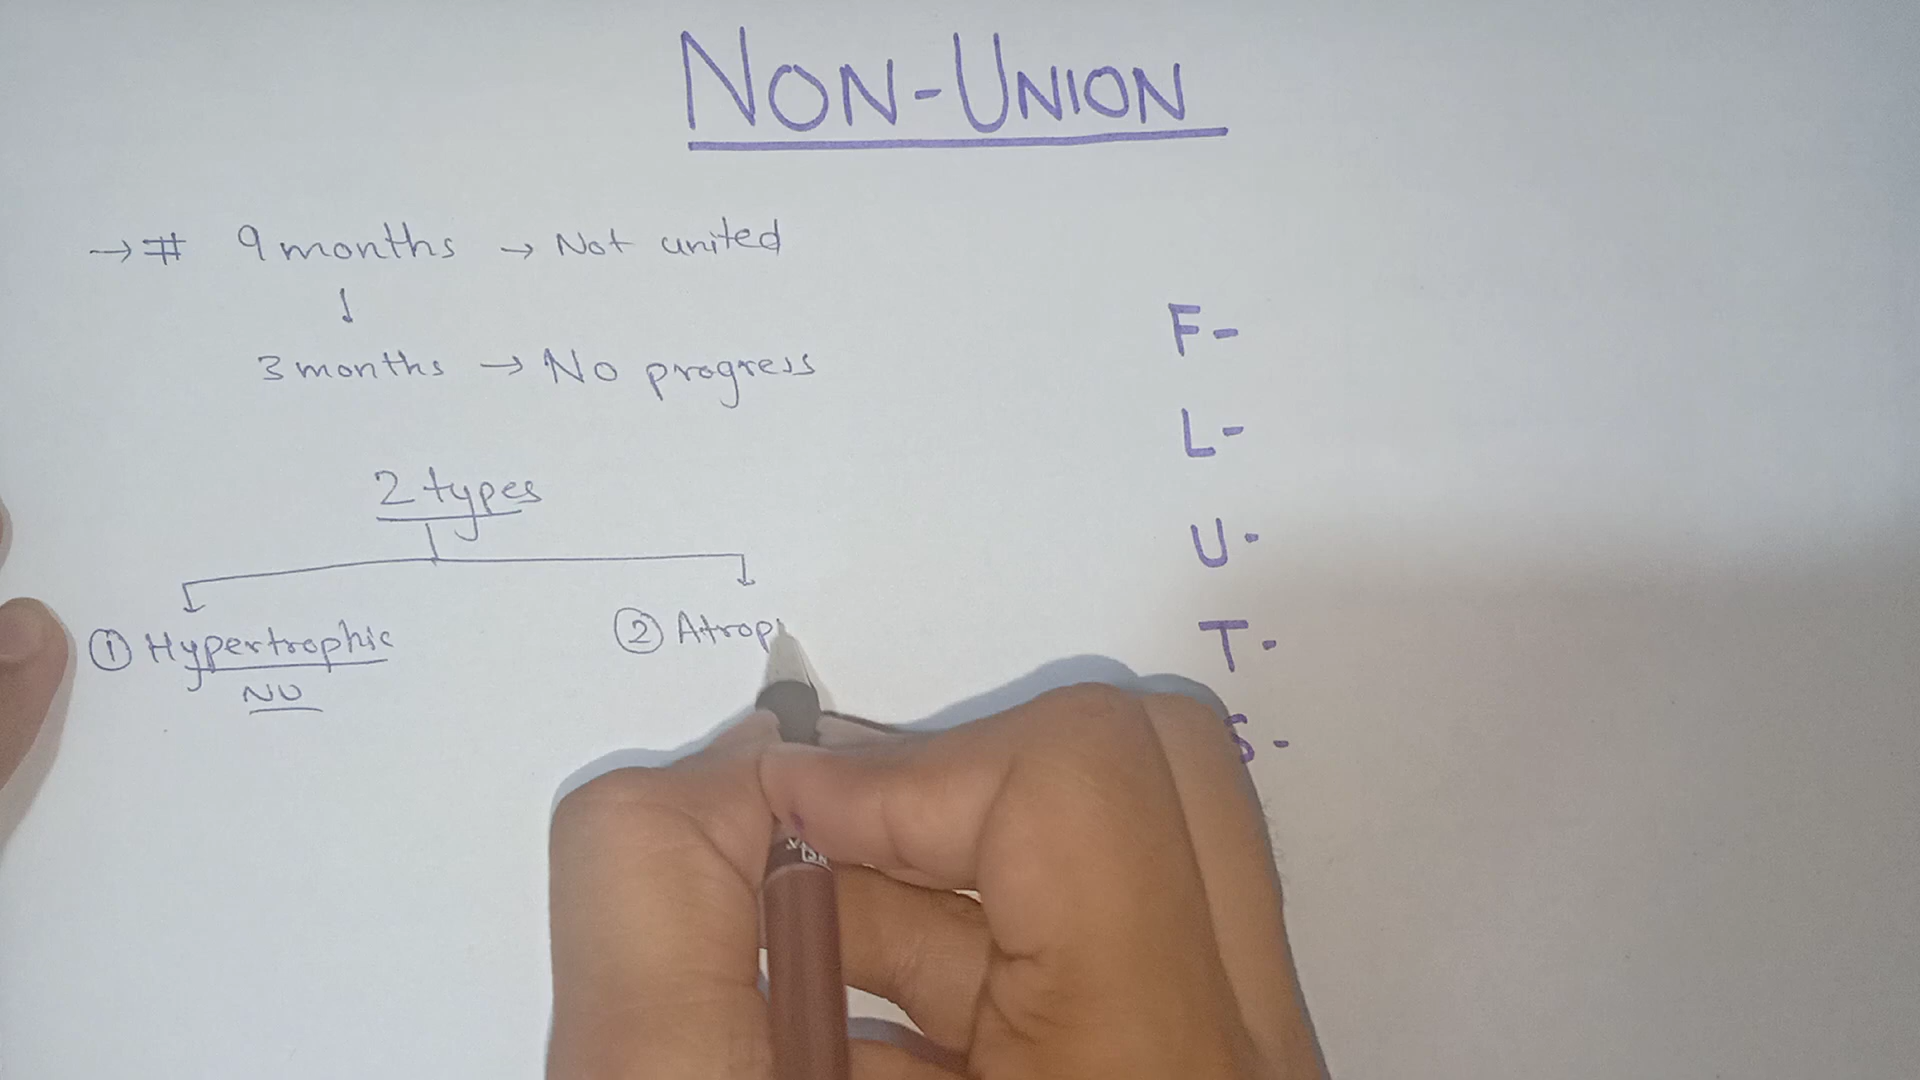 NON-UNION
→ # 9 months → Not united
↓
3 months → No progress
2 types
① Hypertrophic
NU
② Atrop
F-
L-
U-
T-
S-